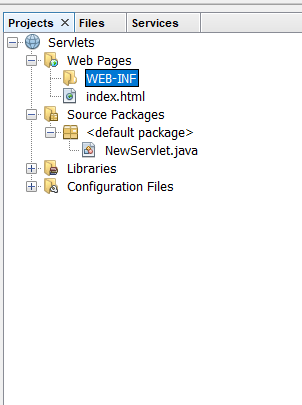 Projects × Files Services
Servlets
Web Pages
WEB-INF
index.html
Source Packages
<default package>
NewServlet.java
Libraries
Configuration Files